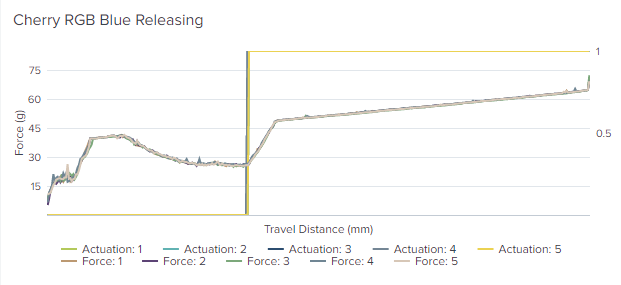 Cherry RGB Blue Releasing
75
60
45
30
15
Force (g)
1
0.5
Travel Distance (mm)
Actuation: 1 Actuation: 2 Actuation: 3 Actuation: 4 Actuation: 5
Force: 1 Force: 2 Force: 3 Force: 4 Force: 5